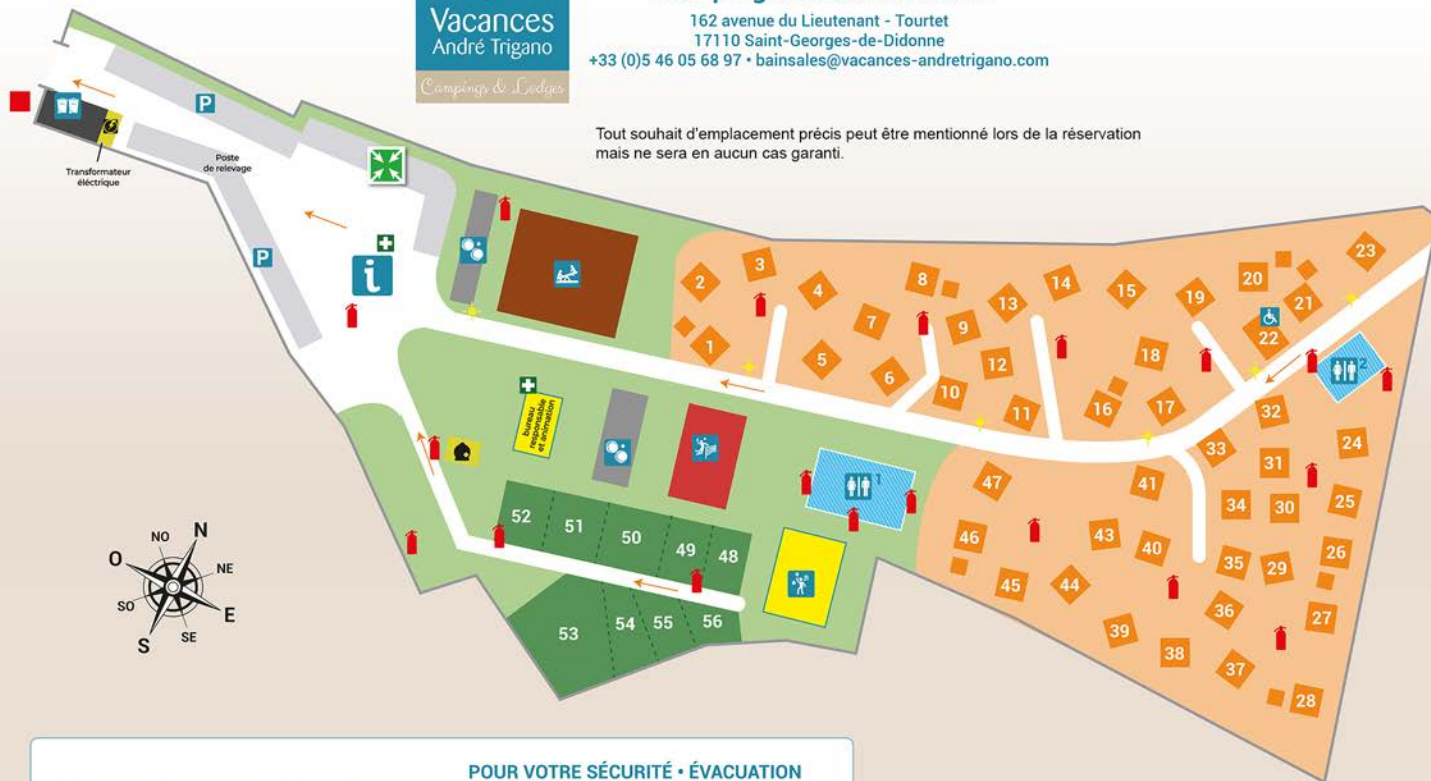 Vacances
André Trigano
Campings & Lodges
162 avenue du Lieutenant - Tourtet
17110 Saint-Georges-de-Didonne
+33 (0)5 46 05 68 97 • bainsales@vacances-andretrigano.com
Tout souhait d'emplacement précis peut être mentionné lors de la réservation
mais ne sera en aucun cas garanti.
P
Transformateur
éléctrique
Poste
de relevage
P
i
bureau
responsable
et animation
1
2
3
4
5
6
7
8
9
10
11
12
13
14
15
16
17
18
19
20
21
22
23
2
24
25
26
27
28
29
30
31
32
33
34
35
36
37
38
39
40
41
43
44
45
46
47
1
48
49
50
51
52
53
54
55
56
N
NO
NE
O
E
SO
SE
S
POUR VOTRE SÉCURITÉ • ÉVACUATION